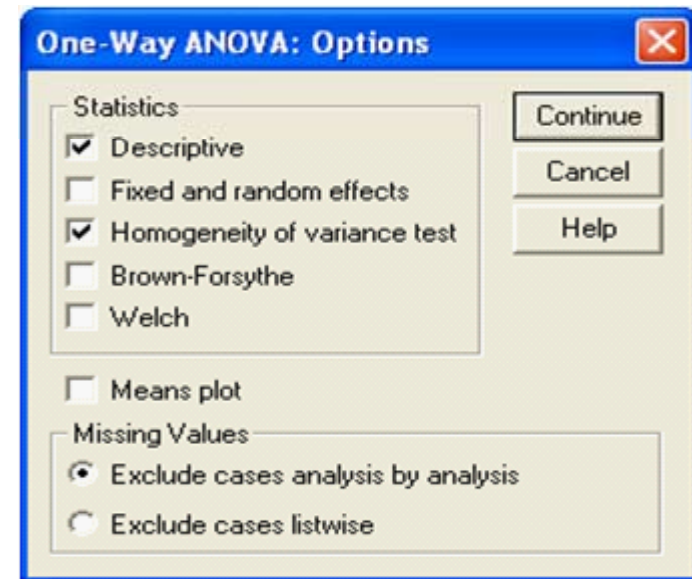 One-Way ANOVA: Options
Statistics
Descriptive
Fixed and random effects
Homogeneity of variance test
Brown-Forsythe
Welch
Continue
Cancel
Help
Means plot
Missing Values
Exclude cases analysis by analysis
Exclude cases listwise